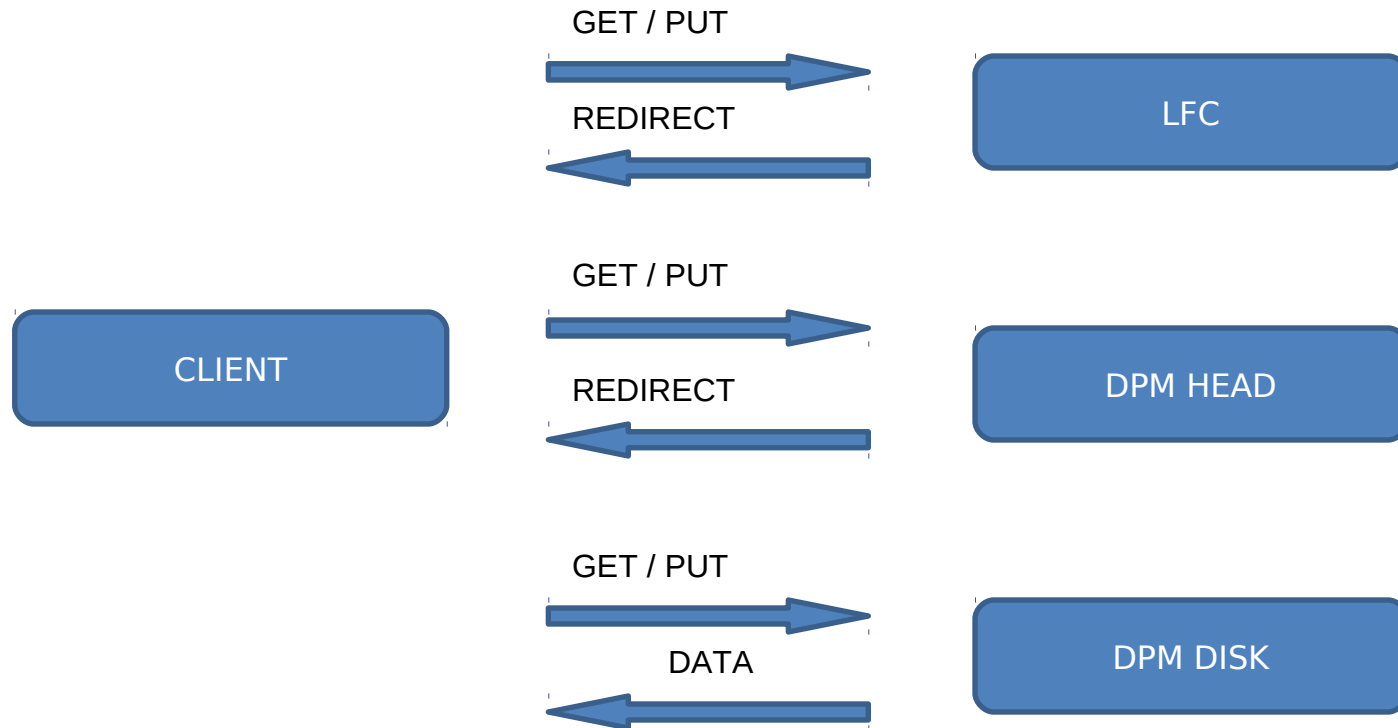 GET / PUT
REDIRECT
LFC
GET / PUT
CLIENT
REDIRECT
DPM HEAD
GET / PUT
DATA
DPM DISK